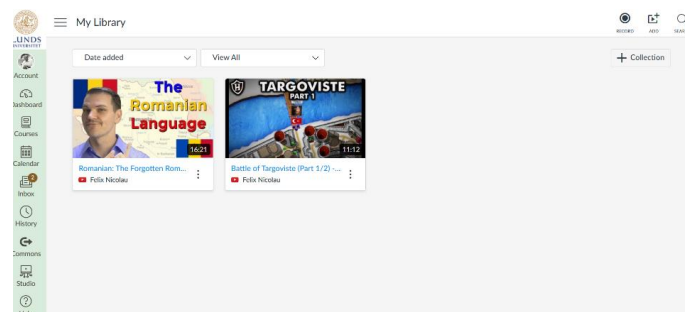 LUNDS
UNIVERSITET
My Library
RECORD
ADD
Date added
View All
+ Collection
Account
Dashboard
Courses
Calendar
2
Inbox
History
Commons
Studio
The
Romanian
Language
16:21
Romanian: The Forgotten Rom...
Felix Nicolau
H
TARGOVISTE
PART 1
11:12
Battle of Targoviste (Part 1/2) -...
Felix Nicolau